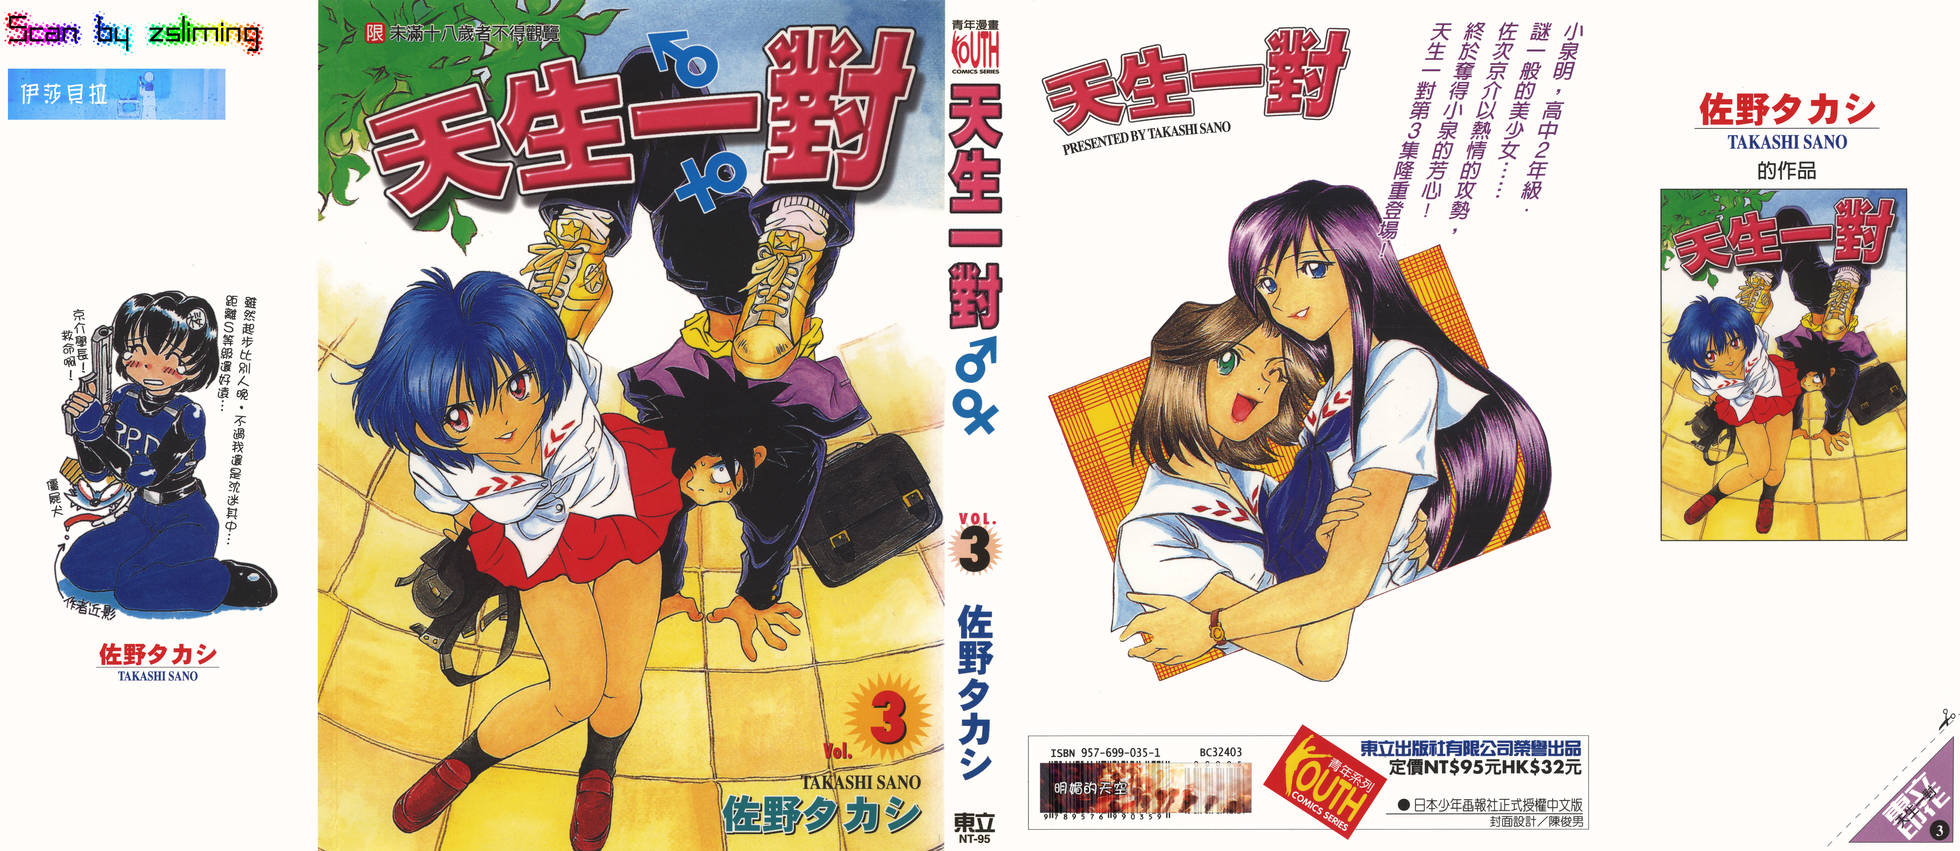 Scan by zsliming
伊莎貝拉
雖然起步比別人晚，不過我還是沈迷其中…
距離S等級還好遠…
京介學長！
救命啊！
R.P.D
僵屍犬
作者近影
佐野タカシ
TAKASHI SANO
限 未滿十八歲者不得觀覽
天生一對
Vol. 3
TAKASHI SANO
佐野タカシ
青年漫畫
YOUTH
COMICS SERIES
天生一對
VOL.
3
佐野タカシ
東立
NT-95
天生一對
PRESENTED BY TAKASHI SANO
小泉明，高中2年級．
謎一般的美少女……
佐次京介以熱情的攻勢，
終於奪得小泉的芳心！
天生一對第3集隆重登場！
ISBN 957-699-035-1 BC32403
明媚的天空
9 789576 990359
青年系列
YOUTH
COMICS SERIES
東立出版社有限公司榮譽出品
定價NT$95元HK$32元
●日本少年畫報社正式授權中文版
封面設計／陳俊男
佐野タカシ
TAKASHI SANO
的作品
天生一對
東立
天生一對
3